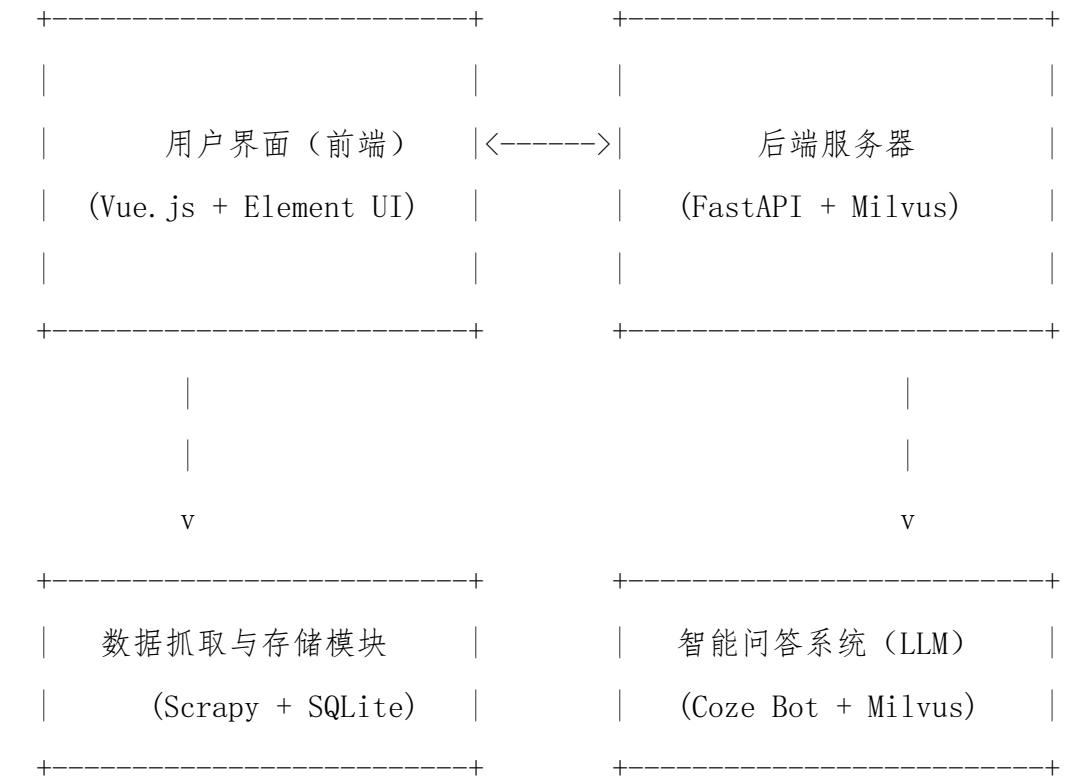 +--------------------------+ +--------------------------+
| | | |
| 用户界面（前端） |<------>| 后端服务器 |
| (Vue.js + Element UI) | | (FastAPI + Milvus) |
| | | |
+--------------------------+ +--------------------------+
| |
| |
v v
+--------------------------+ +--------------------------+
| 数据抓取与存储模块 | | 智能问答系统（LLM） |
| (Scrapy + SQLite) | | (Coze Bot + Milvus) |
+--------------------------+ +--------------------------+